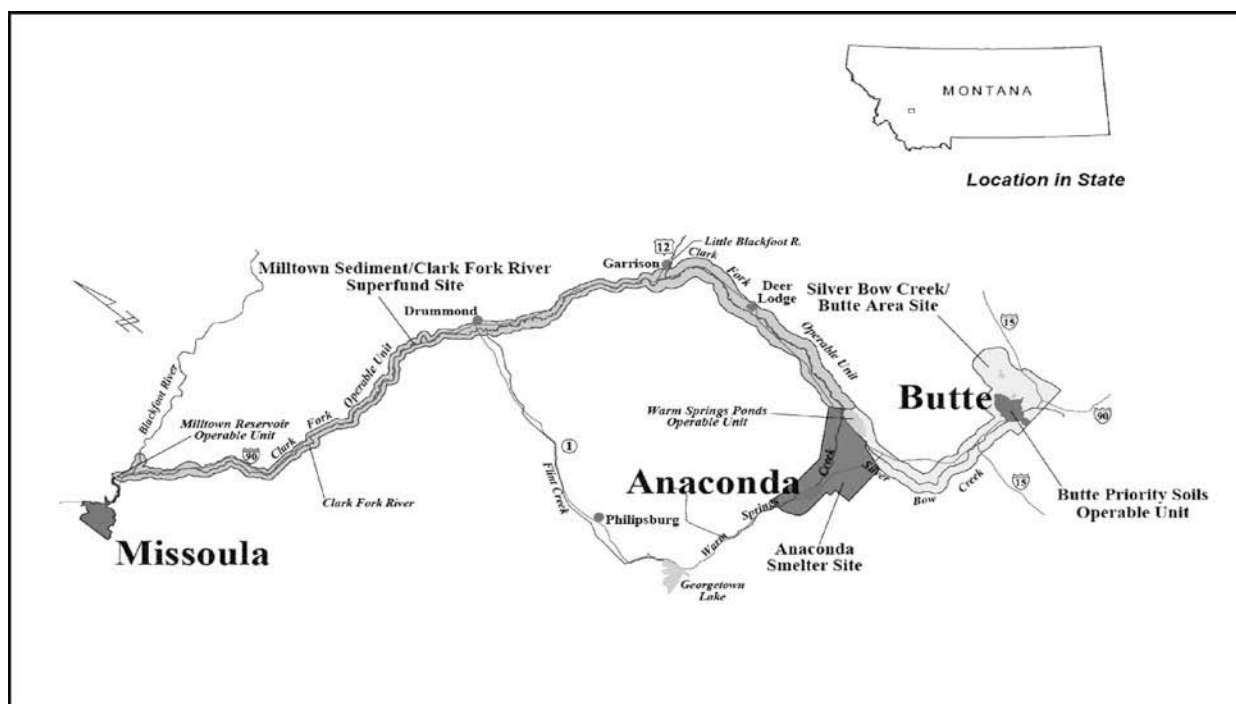 MONTANA
Location in State
12
Little Blackfoot R.
Garrison
Clark
Fork
Milltown Sediment/Clark Fork River
Superfund Site
Drummond
Deer
Lodge
Silver Bow Creek/
Butte Area Site
15
Operable Unit
Blackfoot River
Operable Unit
Butte
Warm Springs Ponds
Operable Unit
90
Milltown Reservoir
Operable Unit
Fork
Clark
90
1
Flint Creek
Anaconda
Creek
Silver
Bow
Creek
15
Clark Fork River
Springs
Warm
Philipsburg
Butte Priority Soils
Operable Unit
Missoula
Anaconda
Smelter Site
Georgetown
Lake